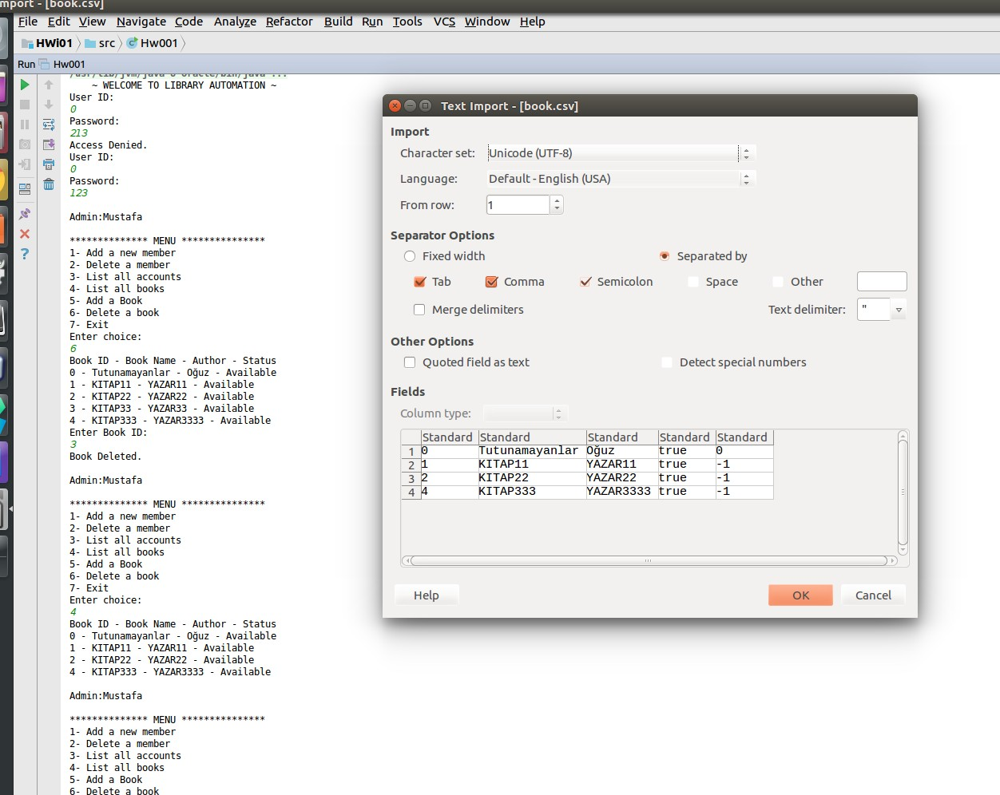 mport - [book.csv]
File Edit View Navigate Code Analyze Refactor Build Run Tools VCS Window Help
HWi01 src Hw001
Run Hw001
/usr/lib/jvm/java-8-oracle/bin/java ...
~ WELCOME TO LIBRARY AUTOMATION ~
User ID:
0
Password:
213
Access Denied.
User ID:
0
Password:
123
Admin:Mustafa
************** MENU ***************
1- Add a new member
2- Delete a member
3- List all accounts
4- List all books
5- Add a Book
6- Delete a book
7- Exit
Enter choice:
6
Book ID - Book Name - Author - Status
0 - Tutunamayanlar - Oğuz - Available
1 - KITAP11 - YAZAR11 - Available
2 - KITAP22 - YAZAR22 - Available
3 - KITAP33 - YAZAR33 - Available
4 - KITAP333 - YAZAR3333 - Available
Enter Book ID:
3
Book Deleted.
Admin:Mustafa
************** MENU ***************
1- Add a new member
2- Delete a member
3- List all accounts
4- List all books
5- Add a Book
6- Delete a book
7- Exit
Enter choice:
4
Book ID - Book Name - Author - Status
0 - Tutunamayanlar - Oğuz - Available
1 - KITAP11 - YAZAR11 - Available
2 - KITAP22 - YAZAR22 - Available
4 - KITAP333 - YAZAR3333 - Available
Admin:Mustafa
************** MENU ***************
1- Add a new member
2- Delete a member
3- List all accounts
4- List all books
5- Add a Book
6- Delete a book
Text Import - [book.csv]
Import
Character set: Unicode (UTF-8)
Language: Default - English (USA)
From row: 1
Separator Options
Fixed width Separated by
Tab Comma Semicolon Space Other
Merge delimiters Text delimiter: "
Other Options
Quoted field as text Detect special numbers
Fields
Column type:
Standard Standard Standard Standard Standard
1 0 Tutunamayanlar Oğuz true 0
2 1 KITAP11 YAZAR11 true -1
3 2 KITAP22 YAZAR22 true -1
4 4 KITAP333 YAZAR3333 true -1
Help OK Cancel